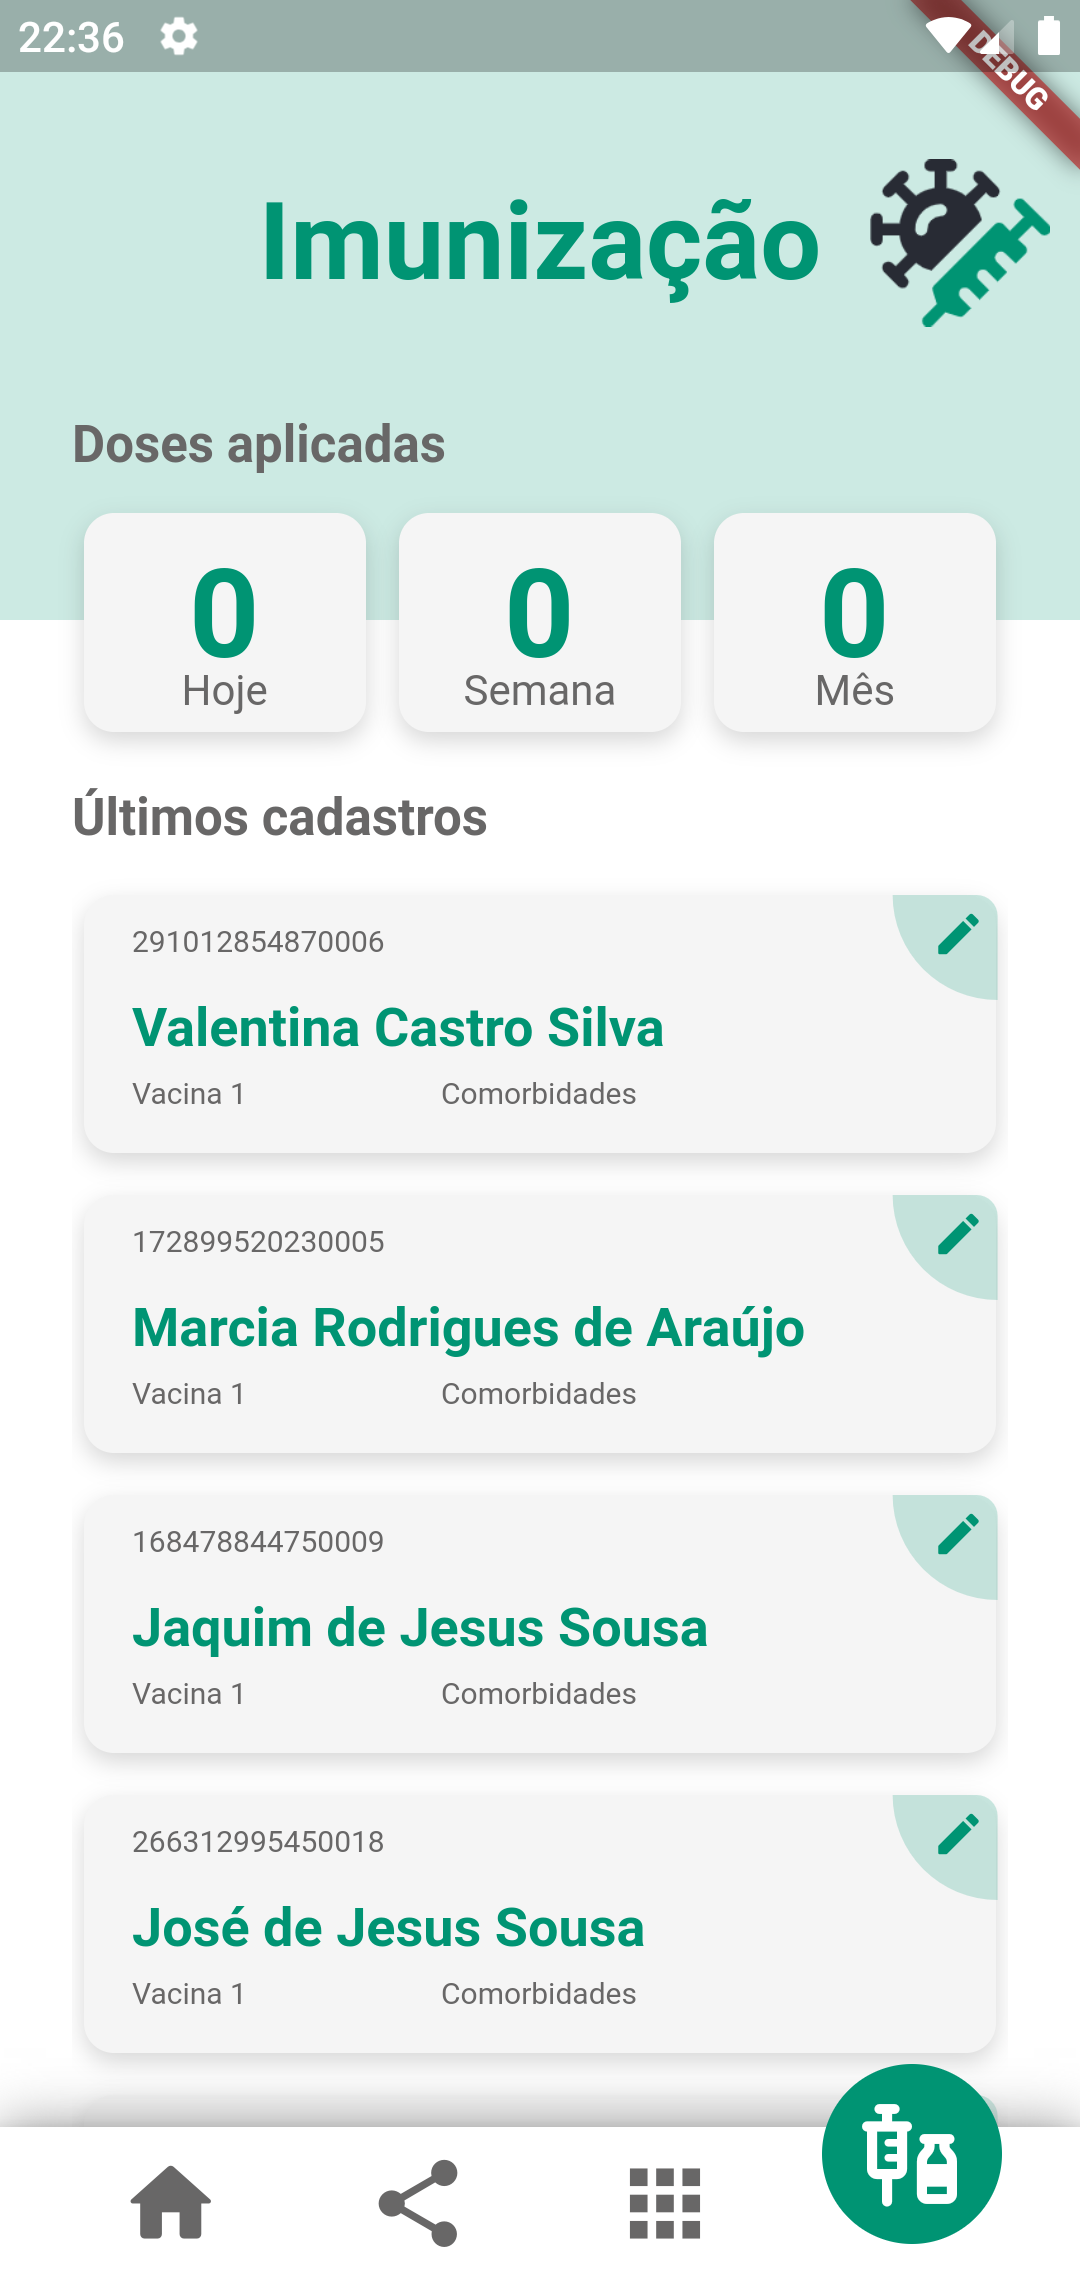 22:36
DEBUG
Imunização
Doses aplicadas
0 0 0
Hoje Semana Mês
Últimos cadastros
291012854870006
Valentina Castro Silva
Vacina 1 Comorbidades
172899520230005
Marcia Rodrigues de Araújo
Vacina 1 Comorbidades
168478844750009
Jaquim de Jesus Sousa
Vacina 1 Comorbidades
266312995450018
José de Jesus Sousa
Vacina 1 Comorbidades